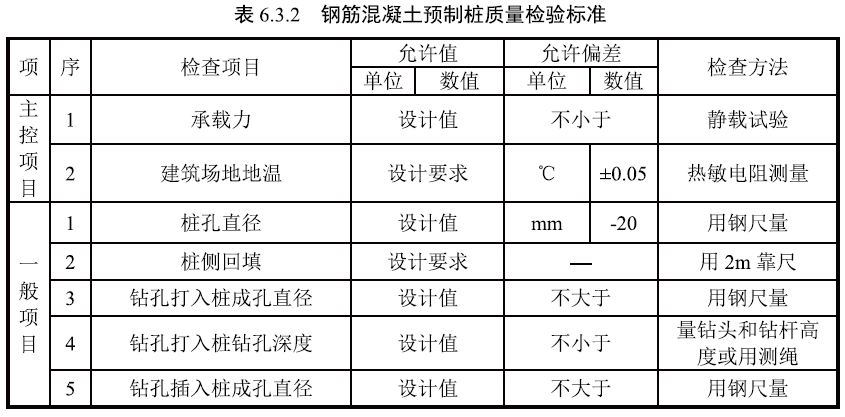 表 6.3.2 钢筋混凝土预制桩质量检验标准
项 序 检查项目 允许值 允许偏差 检查方法
单位 数值 单位 数值
主控项目 1 承载力 设计值 不小于 静载试验
2 建筑场地地温 设计要求 ℃ ±0.05 热敏电阻测量
一般项目 1 桩孔直径 设计值 mm -20 用钢尺量
2 桩侧回填 设计要求 — 用 2m 靠尺
3 钻孔打入桩成孔直径 设计值 不大于 用钢尺量
4 钻孔打入桩钻孔深度 设计值 不小于 量钻头和钻杆高
度或用测绳
5 钻孔插入桩成孔直径 设计值 不大于 用钢尺量